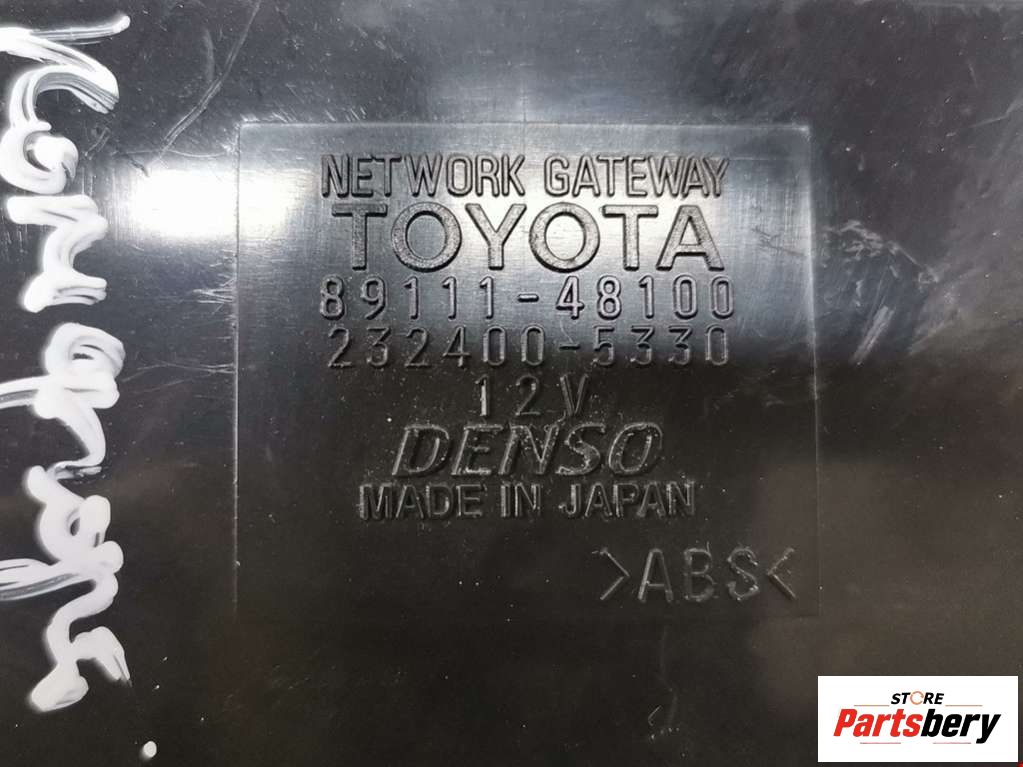 NETWORK GATEWAY
TOYOTA
89111-48100
232400-5330
12V
DENSO
MADE IN JAPAN
>ABS<
STORE
Partsbery